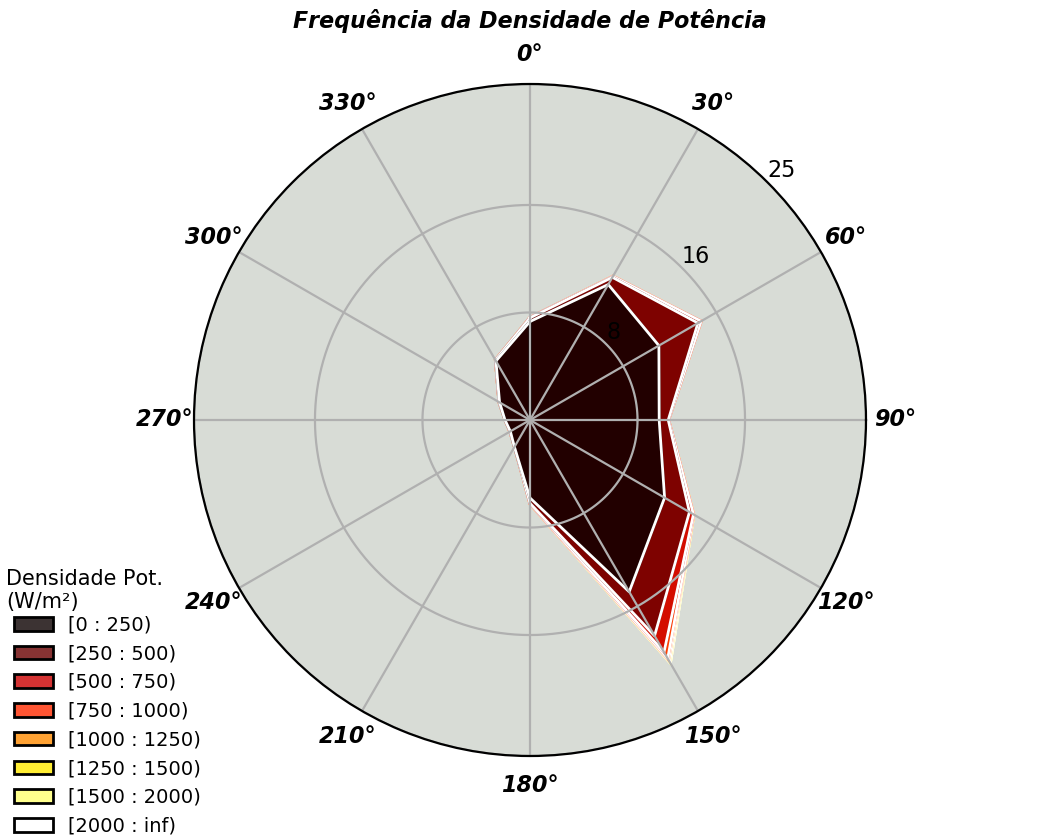 Frequência da Densidade de Potência
0°
330°
30°
25
300°
60°
16
8
270°
90°
240°
120°
210°
150°
180°
Densidade Pot.
(W/m²)
[0 : 250)
[250 : 500)
[500 : 750)
[750 : 1000)
[1000 : 1250)
[1250 : 1500)
[1500 : 2000)
[2000 : inf)